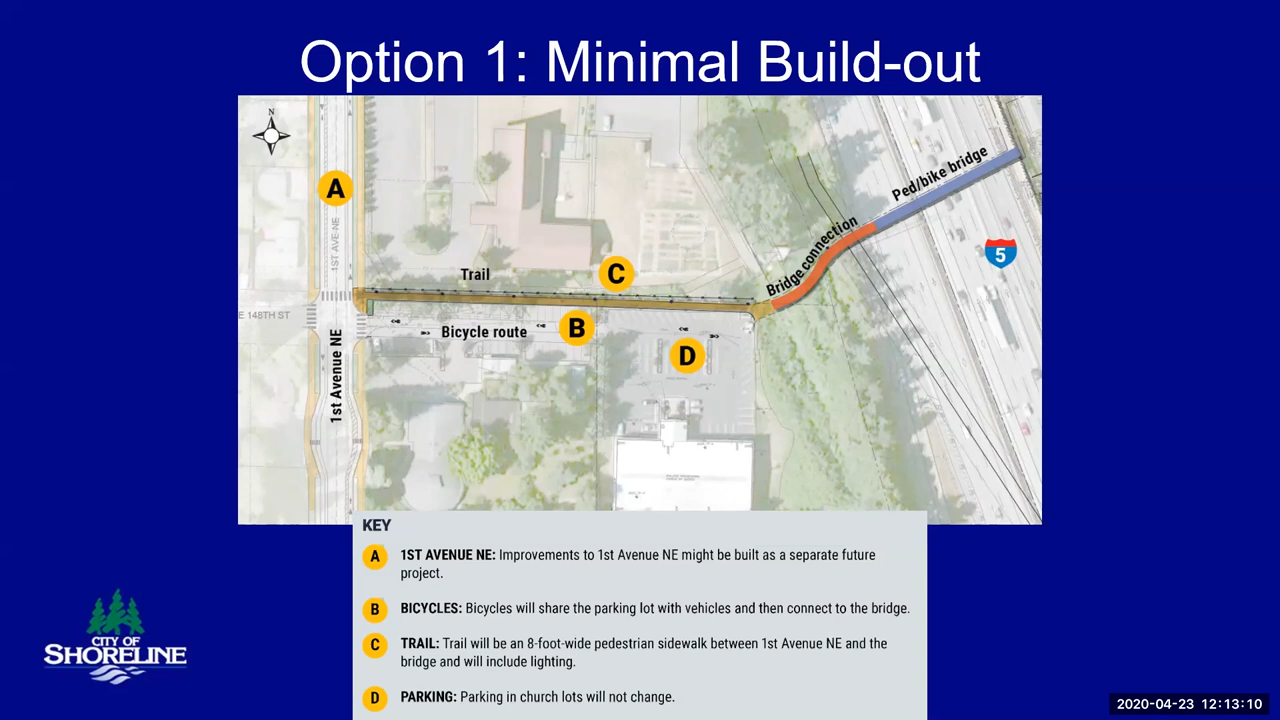 Option 1: Minimal Build-out
N
A
1ST AVE NE
Ped/bike bridge
Bridge connection
5
Trail
C
E 148TH ST
Bicycle route
B
D
1st Avenue NE
KEY
A 1ST AVENUE NE: Improvements to 1st Avenue NE might be built as a separate future
project.
B BICYCLES: Bicycles will share the parking lot with vehicles and then connect to the bridge.
C TRAIL: Trail will be an 8-foot-wide pedestrian sidewalk between 1st Avenue NE and the
bridge and will include lighting.
D PARKING: Parking in church lots will not change.
CITY OF
SHORELINE
2020-04-23 12:13:10